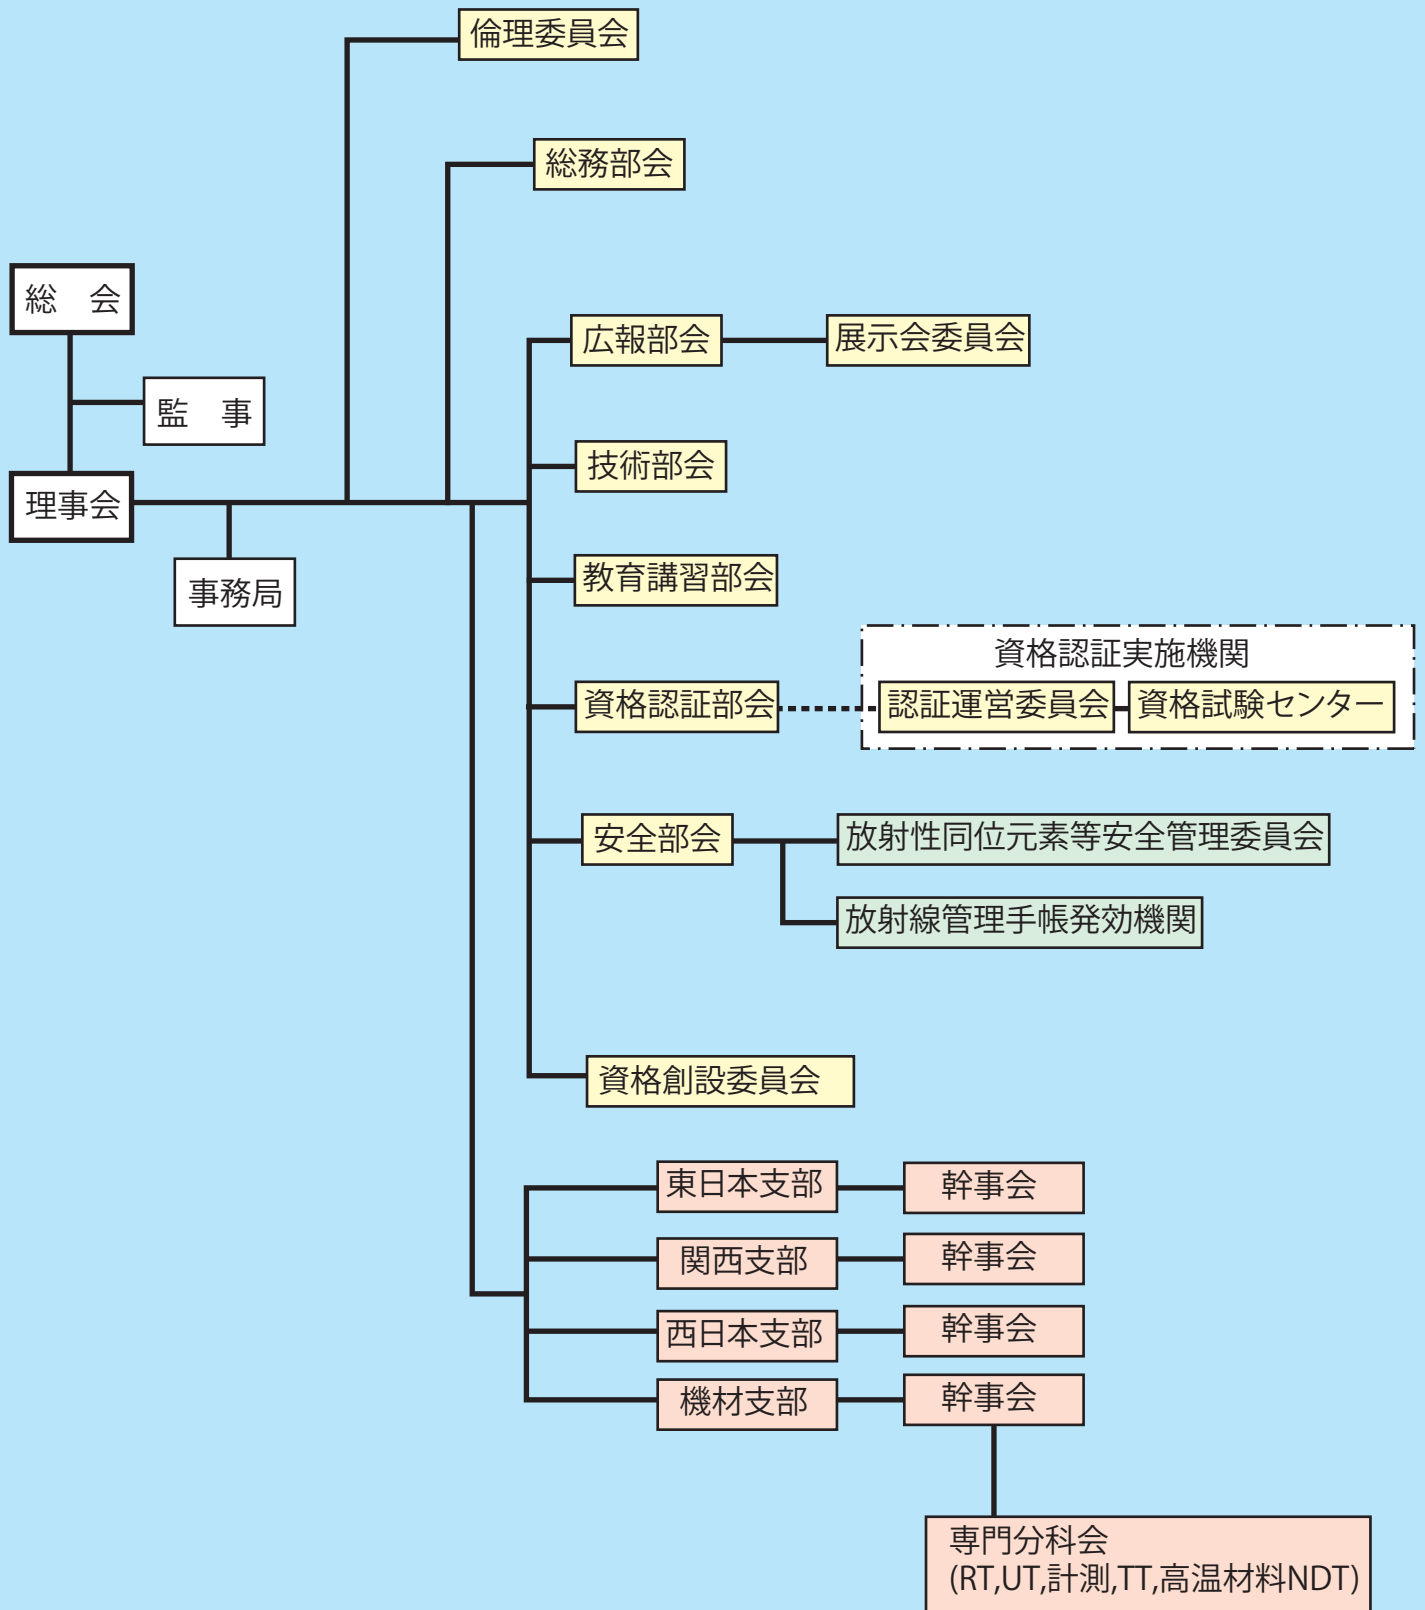 倫理委員会
総務部会
総　会
広報部会
展示会委員会
監　事
技術部会
理事会
教育講習部会
事務局
資格認証実施機関
資格認証部会
認証運営委員会
資格試験センター
安全部会
放射性同位元素等安全管理委員会
放射線管理手帳発効機関
資格創設委員会
東日本支部
幹事会
関西支部
幹事会
西日本支部
幹事会
機材支部
幹事会
専門分科会
(RT,UT,計測,TT,高温材料NDT)